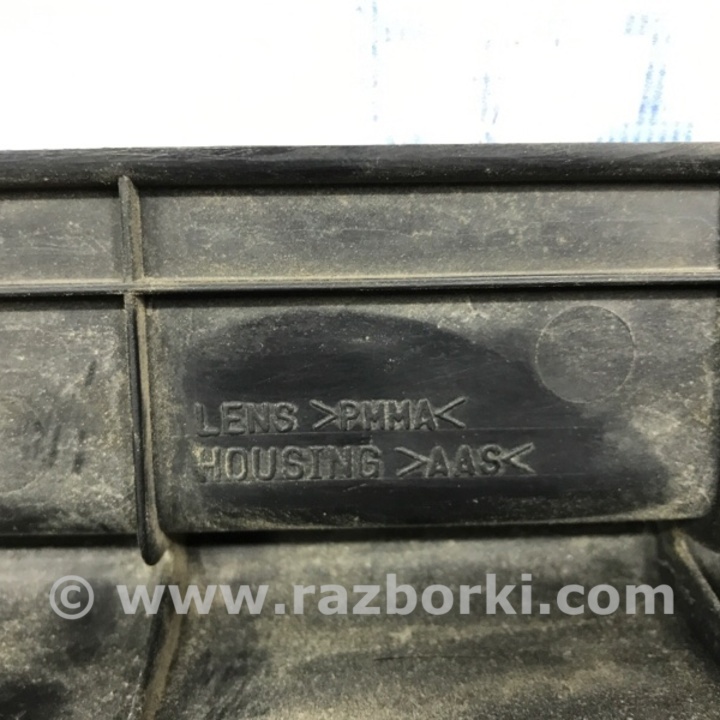 LENS >PMMA<
HOUSING >AAS<
© www.razborki.com